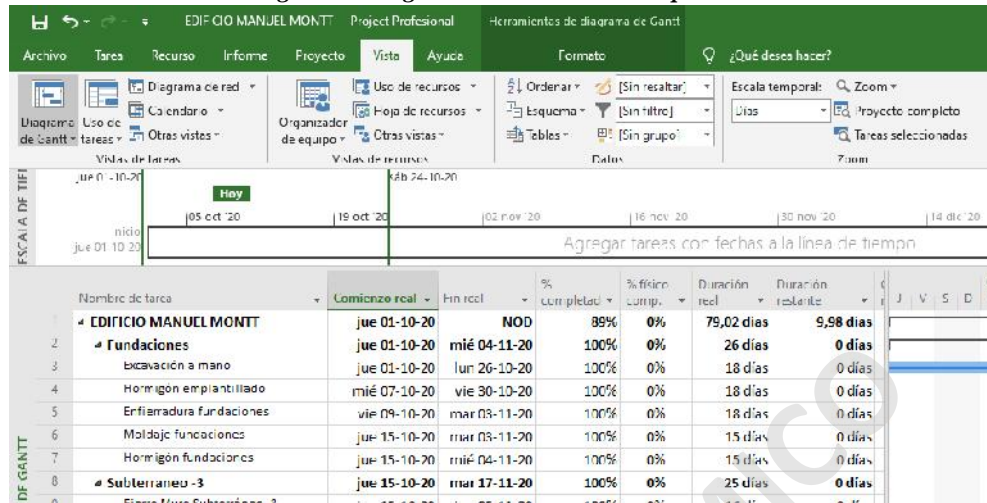 EDIFICIO MANUEL MONTT Project Profesional Herramientas de diagrama de Gantt
Archivo Tarea Recurso Informe Proyecto Vista Ayuda Formato ¿Qué desea hacer?
Diagrama de Gantt
Uso de tareas
Diagrama de red
Calendario
Otras vistas
Vistas de tareas
Organizador de equipo
Uso de recursos
Hoja de recursos
Otras vistas
Vistas de recursos
Ordenar
Esquema
Tablas
[Sin resaltar]
[Sin filtro]
[Sin grupo]
Datos
Escala temporal:
Días
Zoom
Proyecto completo
Tareas seleccionadas
Zoom
jue 01-10-20 sáb 24-10-20
Hoy
05 oct '20 19 oct '20 02 nov '20 16 nov '20 30 nov '20 14 dic '20
Inicio
jue 01-10-20
Agregar tareas con fechas a la línea de tiempo
Nombre de tarea Comienzo real Fin real % completad % físico comp. Duración real Duración restante J V S D
EDIFICIO MANUEL MONTT jue 01-10-20 NOD 89% 0% 79,02 días 9,98 días
2 Fundaciones jue 01-10-20 mié 04-11-20 100% 0% 26 días 0 días
3 Excavación a mano jue 01-10-20 lun 26-10-20 100% 0% 18 días 0 días
4 Hormigón emplantillado mié 07-10-20 vie 30-10-20 100% 0% 18 días 0 días
5 Enfierradura fundaciones vie 09-10-20 mar 03-11-20 100% 0% 18 días 0 días
6 Moldaje fundaciones jue 15-10-20 mar 03-11-20 100% 0% 15 días 0 días
7 Hormigón fundaciones jue 15-10-20 mié 04-11-20 100% 0% 15 días 0 días
8 Subterraneo -3 jue 15-10-20 mar 17-11-20 100% 0% 25 días 0 días